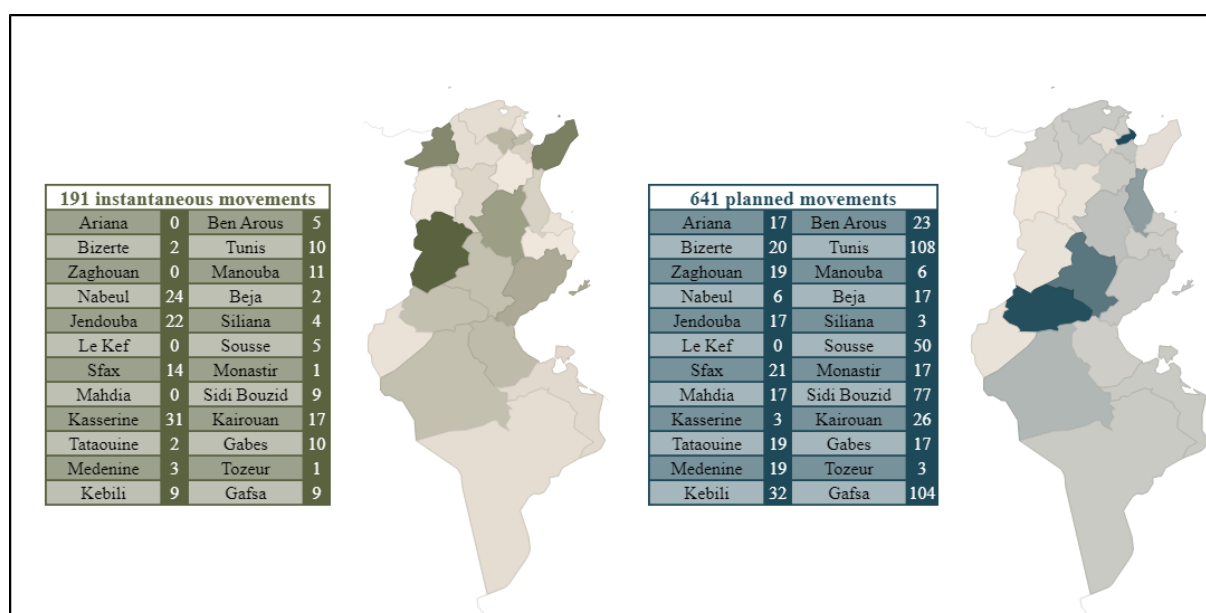 191 instantaneous movements
Ariana 0 Ben Arous 5
Bizerte 2 Tunis 10
Zaghouan 0 Manouba 11
Nabeul 24 Beja 2
Jendouba 22 Siliana 4
Le Kef 0 Sousse 5
Sfax 14 Monastir 1
Mahdia 0 Sidi Bouzid 9
Kasserine 31 Kairouan 17
Tataouine 2 Gabes 10
Medenine 3 Tozeur 1
Kebili 9 Gafsa 9
641 planned movements
Ariana 17 Ben Arous 23
Bizerte 20 Tunis 108
Zaghouan 19 Manouba 6
Nabeul 6 Beja 17
Jendouba 17 Siliana 3
Le Kef 0 Sousse 50
Sfax 21 Monastir 17
Mahdia 17 Sidi Bouzid 77
Kasserine 3 Kairouan 26
Tataouine 19 Gabes 17
Medenine 19 Tozeur 3
Kebili 32 Gafsa 104